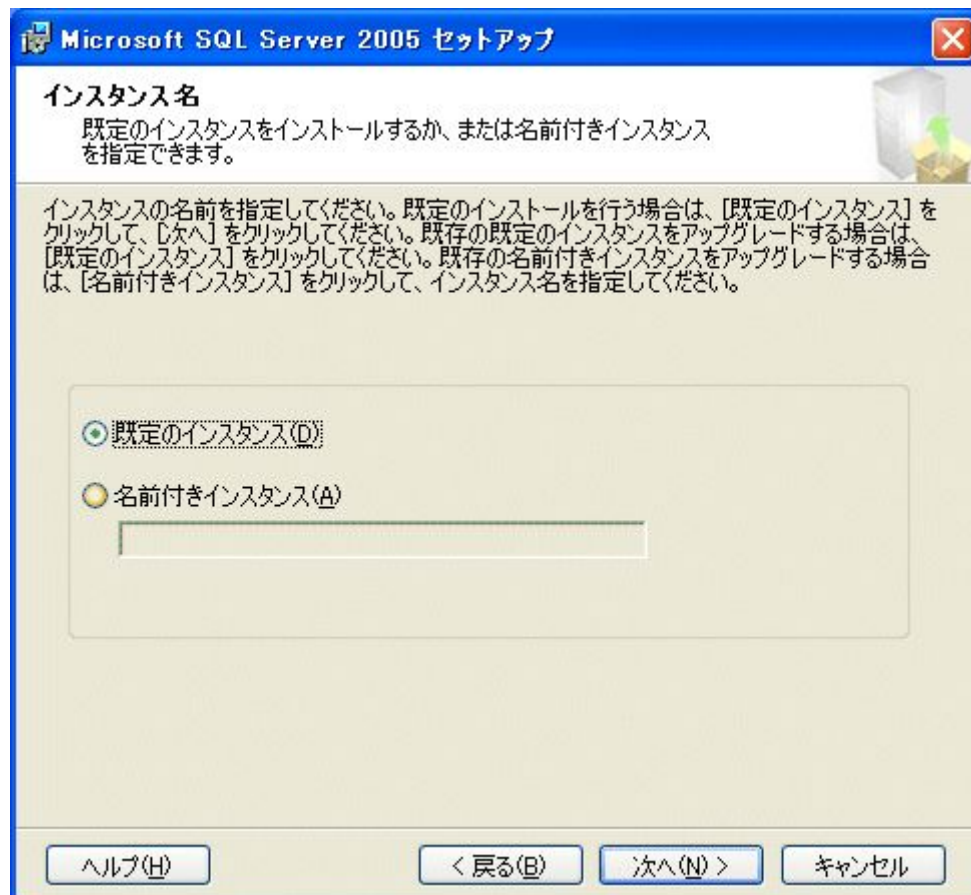 Microsoft SQL Server 2005 セットアップ
インスタンス名
既定のインスタンスをインストールするか、または名前付きインスタンス
を指定できます。
インスタンスの名前を指定してください。既定のインストールを行う場合は、[既定のインスタンス] を
クリックして、[次へ] をクリックしてください。既存の既定のインスタンスをアップグレードする場合は、
[既定のインスタンス] をクリックしてください。既存の名前付きインスタンスをアップグレードする場合
は、[名前付きインスタンス] をクリックして、インスタンス名を指定してください。
既定のインスタンス(D)
名前付きインスタンス(A)
ヘルプ(H) < 戻る(B) 次へ(N) > キャンセル